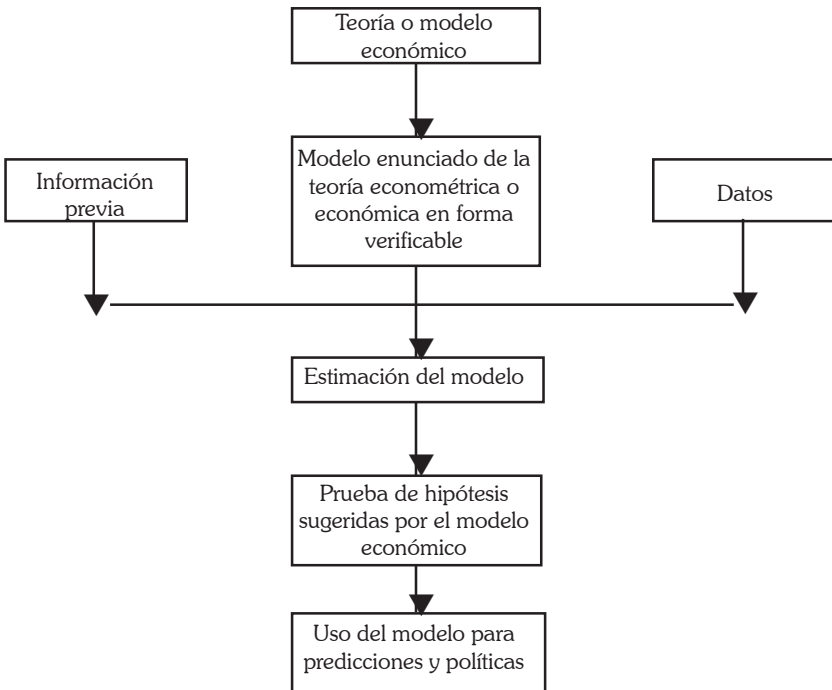 Teoría o modelo
económico
Información
previa
Modelo enunciado de la
teoría econométrica o
económica en forma
verificable
Datos
Estimación del modelo
Prueba de hipótesis
sugeridas por el modelo
económico
Uso del modelo para
predicciones y políticas